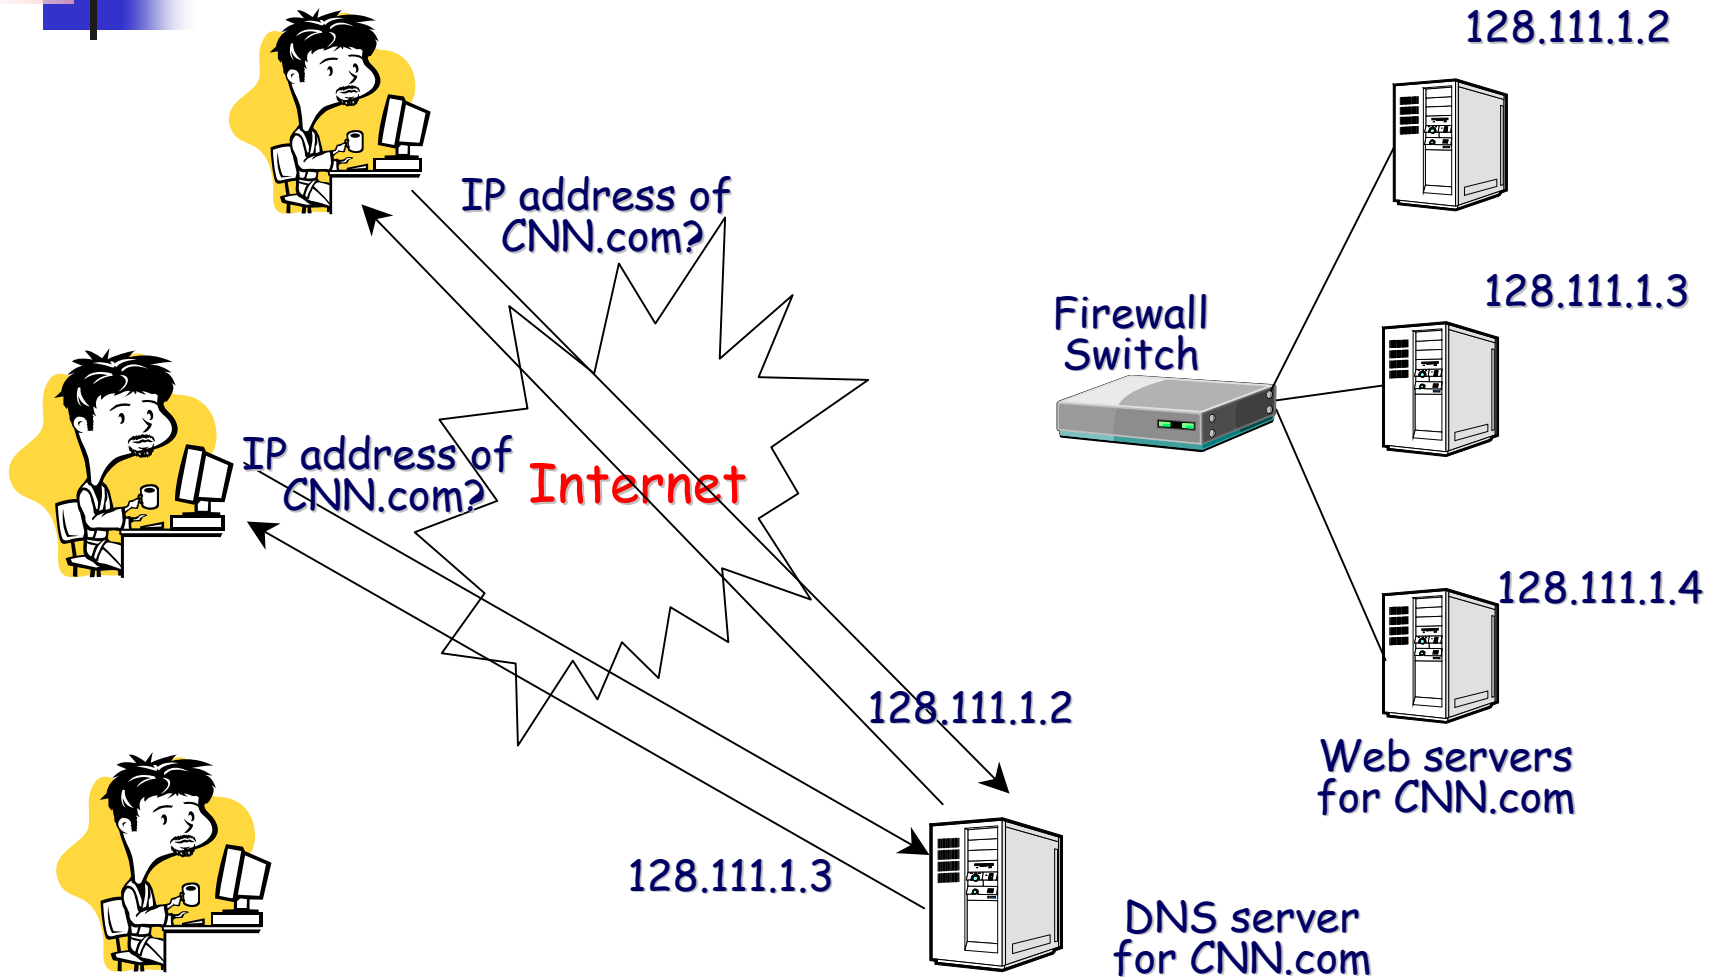 128.111.1.2
IP address of
CNN.com?
128.111.1.3
Firewall
Switch
IP address of
CNN.com?
Internet
128.111.1.4
128.111.1.2
Web servers
for CNN.com
128.111.1.3
DNS server
for CNN.com